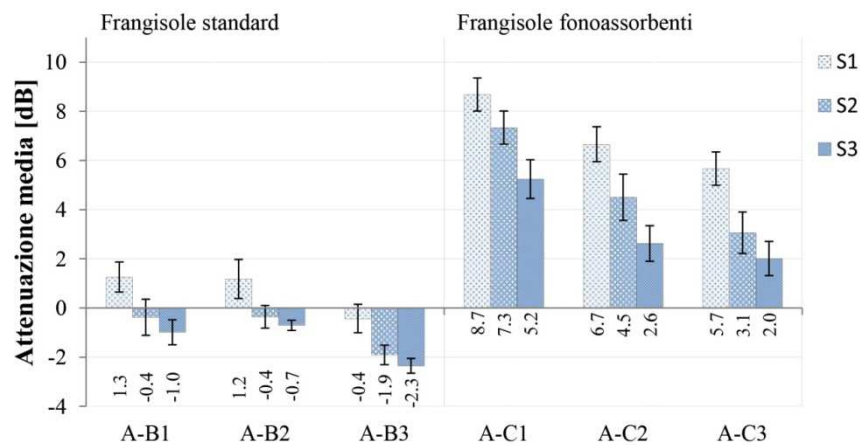 Frangisole standard
Frangisole fonoassorbenti
Attenuazione media [dB]
10
8
6
4
2
0
-2
-4
1.3
-0.4
-1.0
1.2
-0.4
-0.7
-0.4
-1.9
-2.3
8.7
7.3
5.2
6.7
4.5
2.6
5.7
3.1
2.0
A-B1
A-B2
A-B3
A-C1
A-C2
A-C3
S1
S2
S3